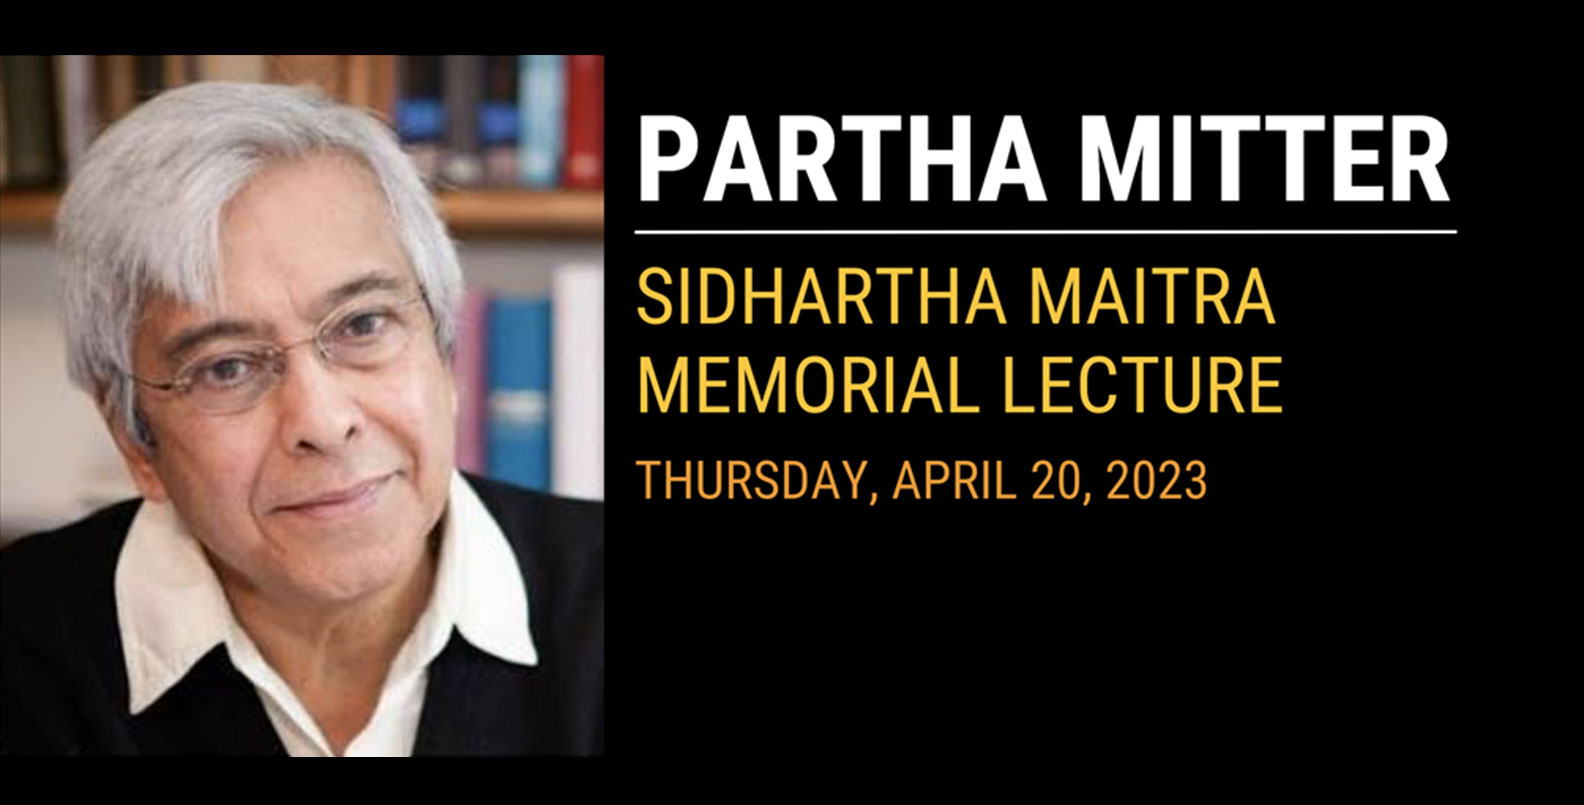 PARTHA MITTER
SIDHARTHA MAITRA
MEMORIAL LECTURE
THURSDAY, APRIL 20, 2023